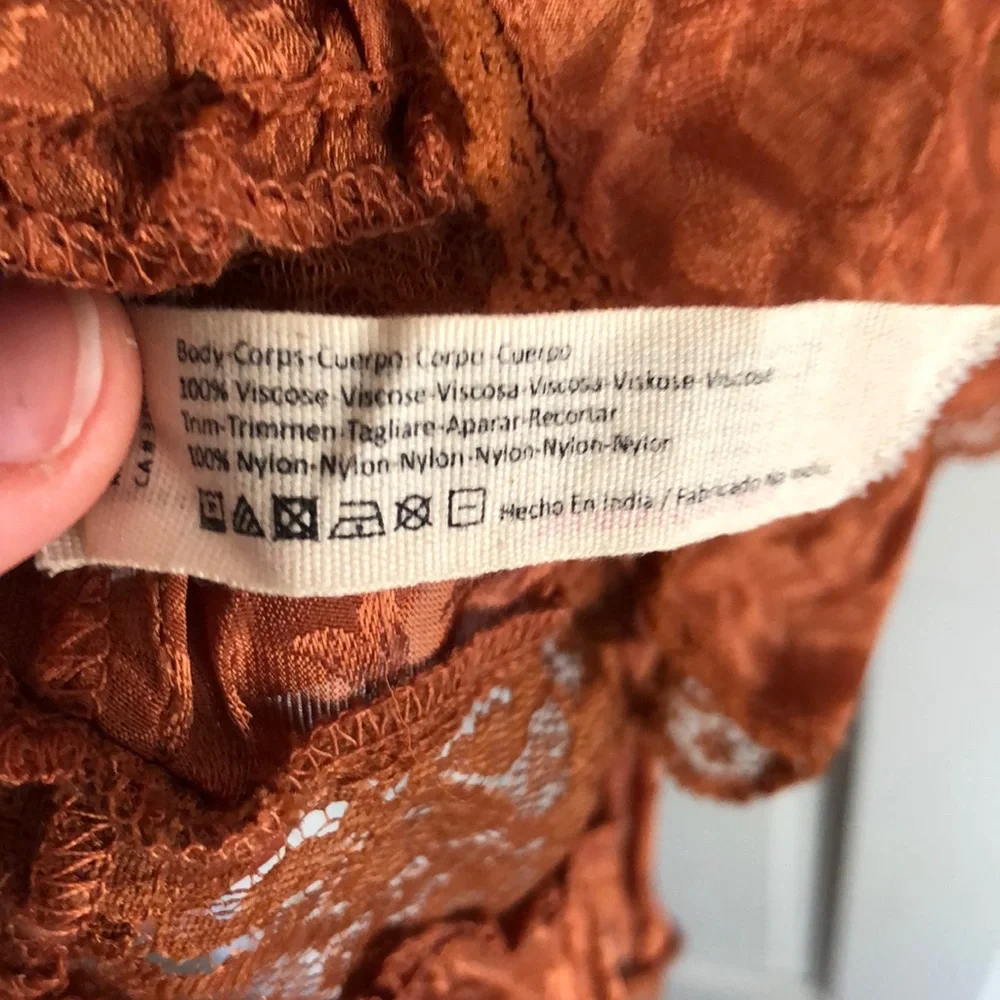 Body-Corps-Cuerpo-Corpo-Cuerpo
100% Viscose-Viscose-Viscosa-Viscosa-Viskose-Viscose
Trim-Trimmen-Tagliare-Aparar-Recortar
100% Nylon-Nylon-Nylon-Nylon-Nylon-Nylon
Hecho En India / Fabricado Na India
CA#